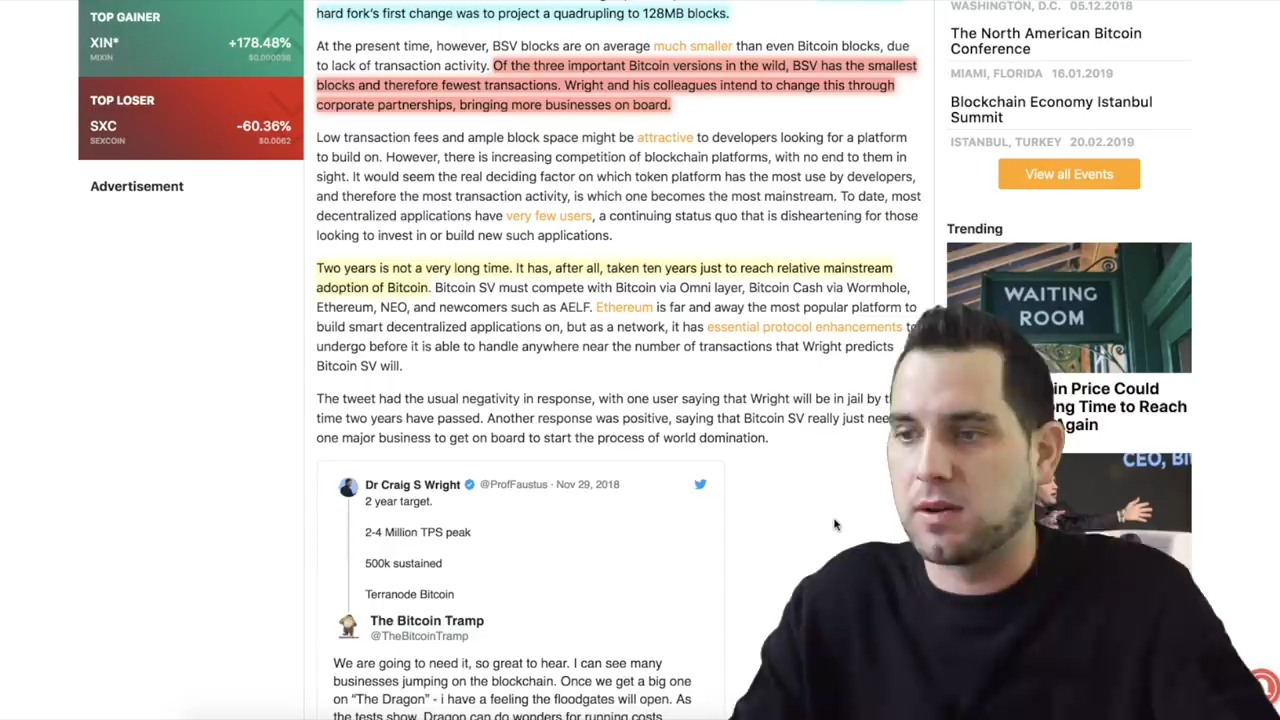 TOP GAINER
XIN*
+178.48%
MIXIN
$0.000038
TOP LOSER
SXC
-60.36%
SEXCOIN
$0.0062
Advertisement
hard fork's first change was to project a quadrupling to 128MB blocks.
At the present time, however, BSV blocks are on average much smaller than even Bitcoin blocks, due
to lack of transaction activity. Of the three important Bitcoin versions in the wild, BSV has the smallest
blocks and therefore fewest transactions. Wright and his colleagues intend to change this through
corporate partnerships, bringing more businesses on board.
Low transaction fees and ample block space might be attractive to developers looking for a platform
to build on. However, there is increasing competition of blockchain platforms, with no end to them in
sight. It would seem the real deciding factor on which token platform has the most use by developers,
and therefore the most transaction activity, is which one becomes the most mainstream. To date, most
decentralized applications have very few users, a continuing status quo that is disheartening for those
looking to invest in or build new such applications.
Two years is not a very long time. It has, after all, taken ten years just to reach relative mainstream
adoption of Bitcoin. Bitcoin SV must compete with Bitcoin via Omni layer, Bitcoin Cash via Wormhole,
Ethereum, NEO, and newcomers such as AELF. Ethereum is far and away the most popular platform to
build smart decentralized applications on, but as a network, it has essential protocol enhancements
undergo before it is able to handle anywhere near the number of transactions that Wright predicts
Bitcoin SV will.
The tweet had the usual negativity in response, with one user saying that Wright will be in jail by
time two years have passed. Another response was positive, saying that Bitcoin SV really just
one major business to get on board to start the process of world domination.
Dr Craig S Wright @ProfFaustus · Nov 29, 2018
2 year target.
2-4 Million TPS peak
500k sustained
Terranode Bitcoin
The Bitcoin Tramp
@TheBitcoinTramp
We are going to need it, so great to hear. I can see many
businesses jumping on the blockchain. Once we get a big one
on "The Dragon" - i have a feeling the floodgates will open. As
the tests show, Dragon can do wonders for running costs
WASHINGTON, D.C. 05.12.2018
The North American Bitcoin
Conference
MIAMI, FLORIDA 16.01.2019
Blockchain Economy Istanbul
Summit
ISTANBUL, TURKEY 20.02.2019
View all Events
Trending
WAITING
ROOM
in Price Could
ng Time to Reach
Again
CEO, BI